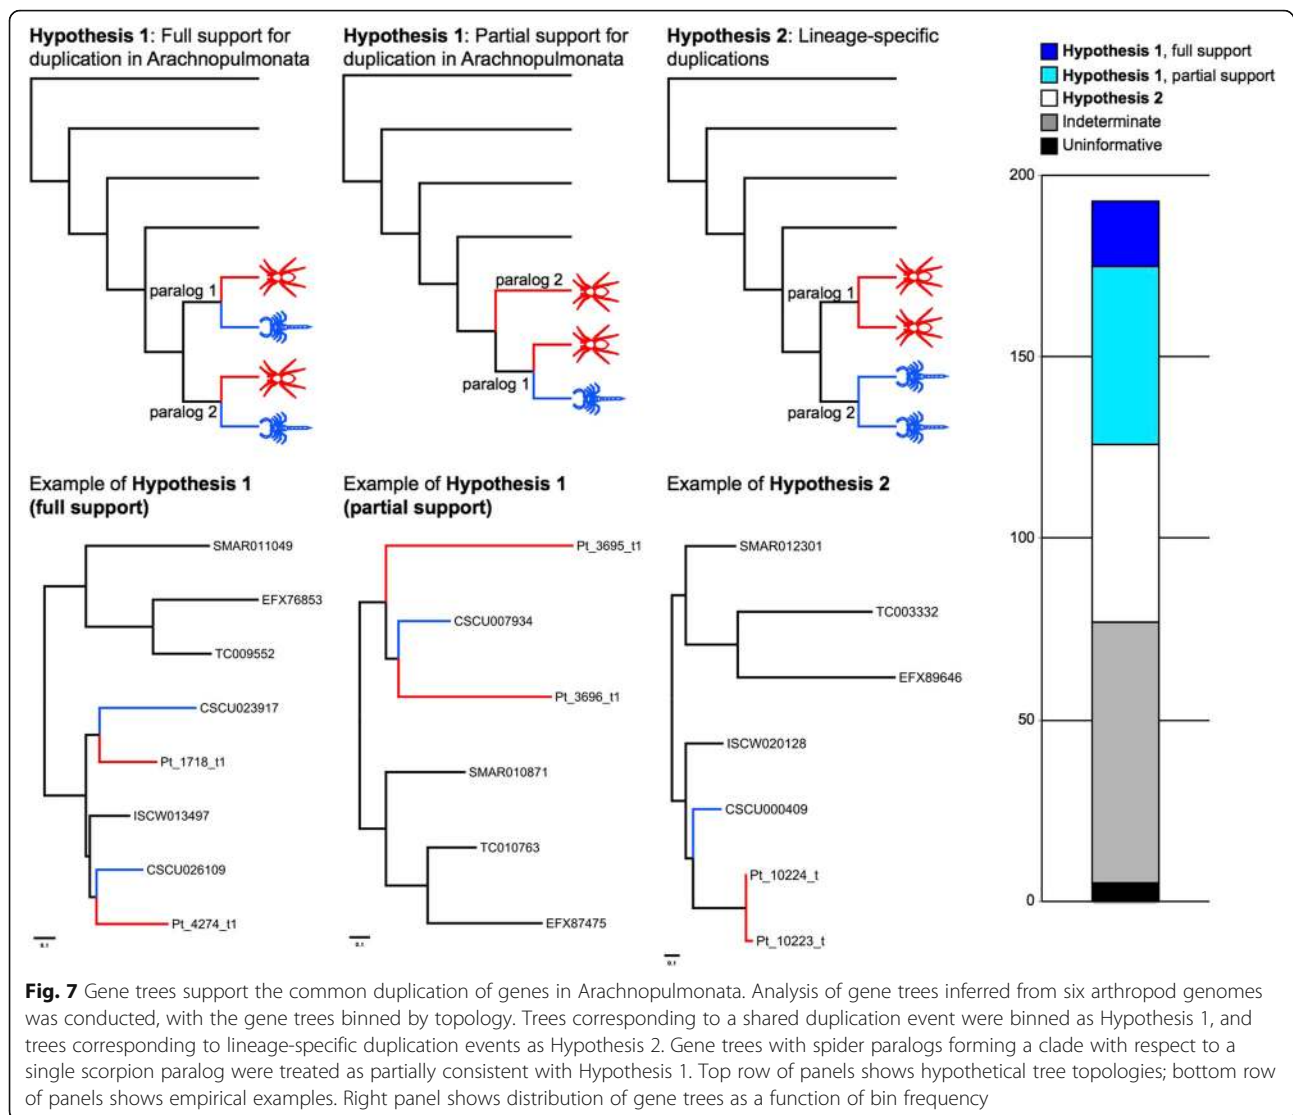 Hypothesis 1: Full support for
duplication in Arachnopulmonata
Hypothesis 1: Partial support for
duplication in Arachnopulmonata
Hypothesis 2: Lineage-specific
duplications
Hypothesis 1, full support
Hypothesis 1, partial support
Hypothesis 2
Indeterminate
Uninformative
paralog 1
paralog 2
paralog 2
paralog 1
paralog 1
paralog 2
200
150
100
50
0
Example of Hypothesis 1
(full support)
SMAR011049
EFX76853
TC009552
CSCU023917
Pt_1718_t1
ISCW013497
CSCU026109
Pt_4274_t1
0.1
Example of Hypothesis 1
(partial support)
Pt_3695_t1
CSCU007934
Pt_3696_t1
SMAR010871
TC010763
EFX87475
0.1
Example of Hypothesis 2
SMAR012301
TC003332
EFX89646
ISCW020128
CSCU000409
Pt_10224_t
Pt_10223_t
0.1
Fig. 7 Gene trees support the common duplication of genes in Arachnopulmonata. Analysis of gene trees inferred from six arthropod genomes
was conducted, with the gene trees binned by topology. Trees corresponding to a shared duplication event were binned as Hypothesis 1, and
trees corresponding to lineage-specific duplication events as Hypothesis 2. Gene trees with spider paralogs forming a clade with respect to a
single scorpion paralog were treated as partially consistent with Hypothesis 1. Top row of panels shows hypothetical tree topologies; bottom row
of panels shows empirical examples. Right panel shows distribution of gene trees as a function of bin frequency